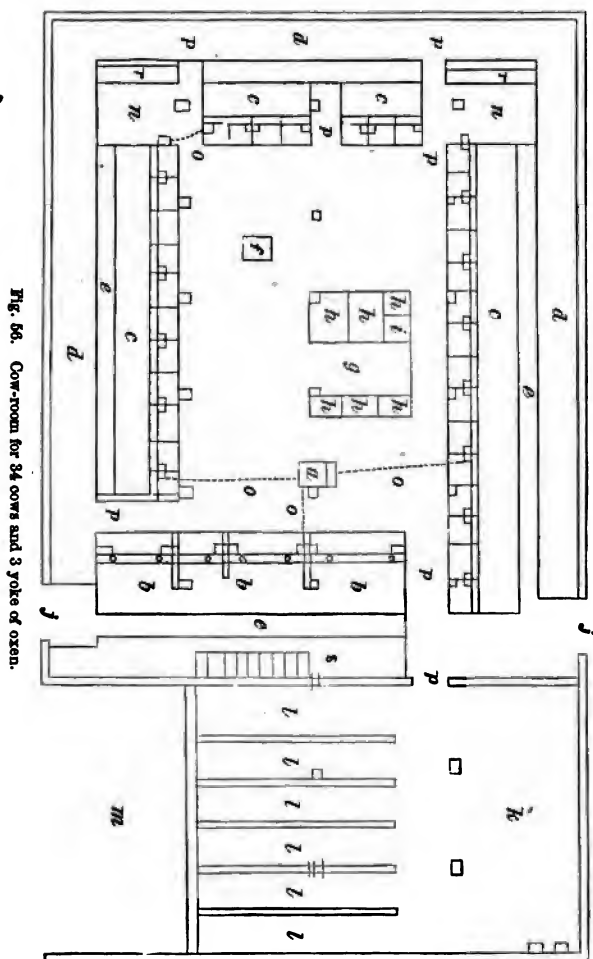 p d p
r r
n c c n
p
o p
e c f c e d
d
h h h
i
g
h h h
a
o o
o
p
p
b b b
e
j j
s
p
l
l
l
l
l
l
m
k
Fig. 56. Cow-room for 34 cows and 3 yoke of oxen.